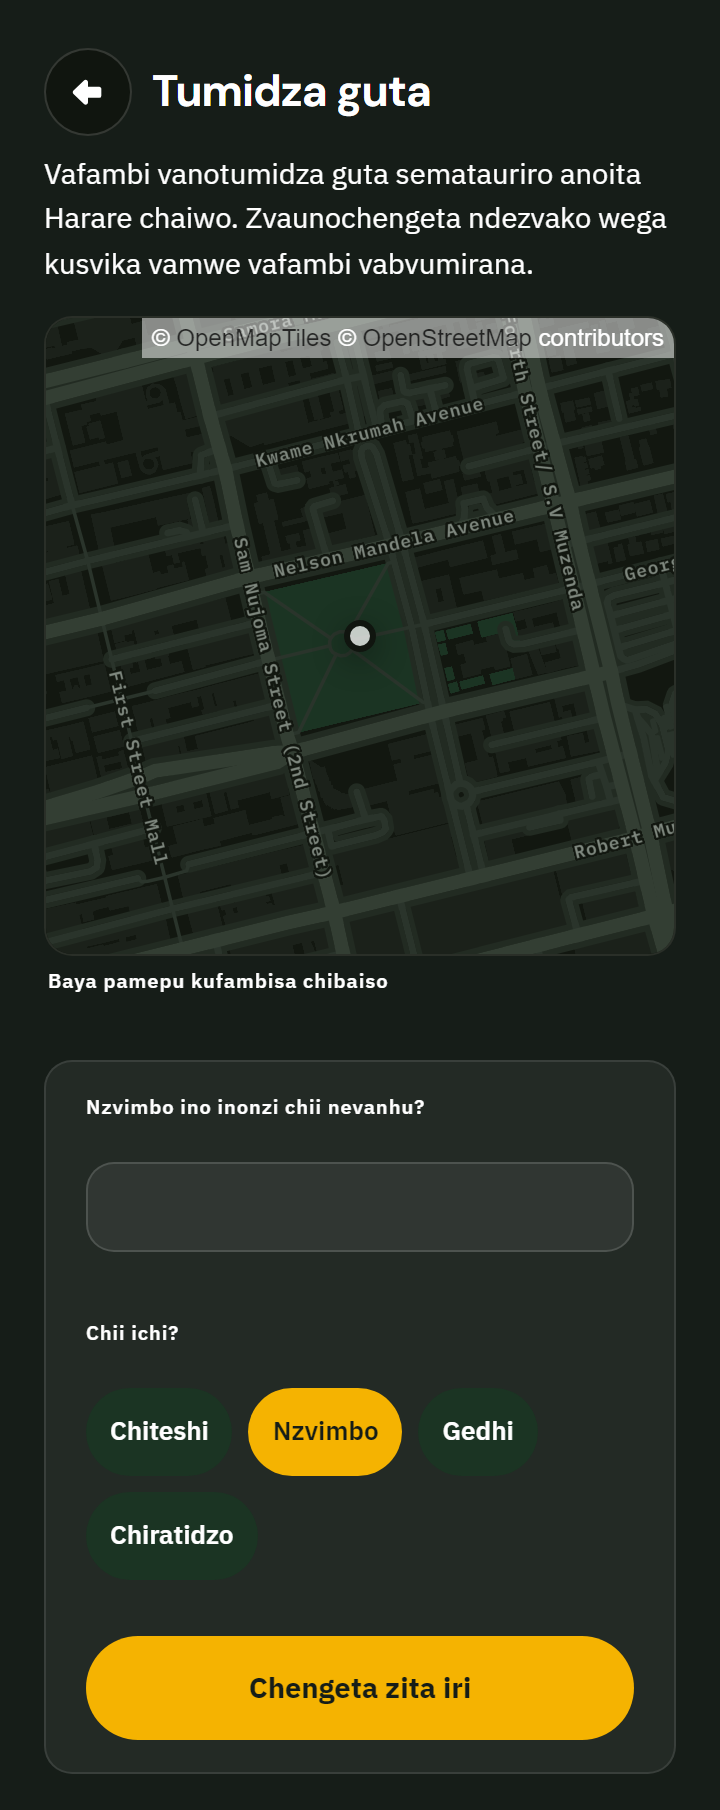 Tumidza guta
Vafambi vanotumidza guta sematauriro anoita
Harare chaiwo. Zvaunochengeta ndezvako wega
kusvika vamwe vafambi vabvumirana.
© OpenMapTiles © OpenStreetMap contributors
Kwame Nkrumah Avenue
Street/ S.V Muzenda
Nelson Mandela Avenue
Sam Nujoma Street (2nd Street)
First Street Mall
Robert
Baya pamepu kufambisa chibaiso
Nzvimbo ino inonzi chii nevanhu?
Chii ichi?
Chiteshi
Nzvimbo
Gedhi
Chiratidzo
Chengeta zita iri